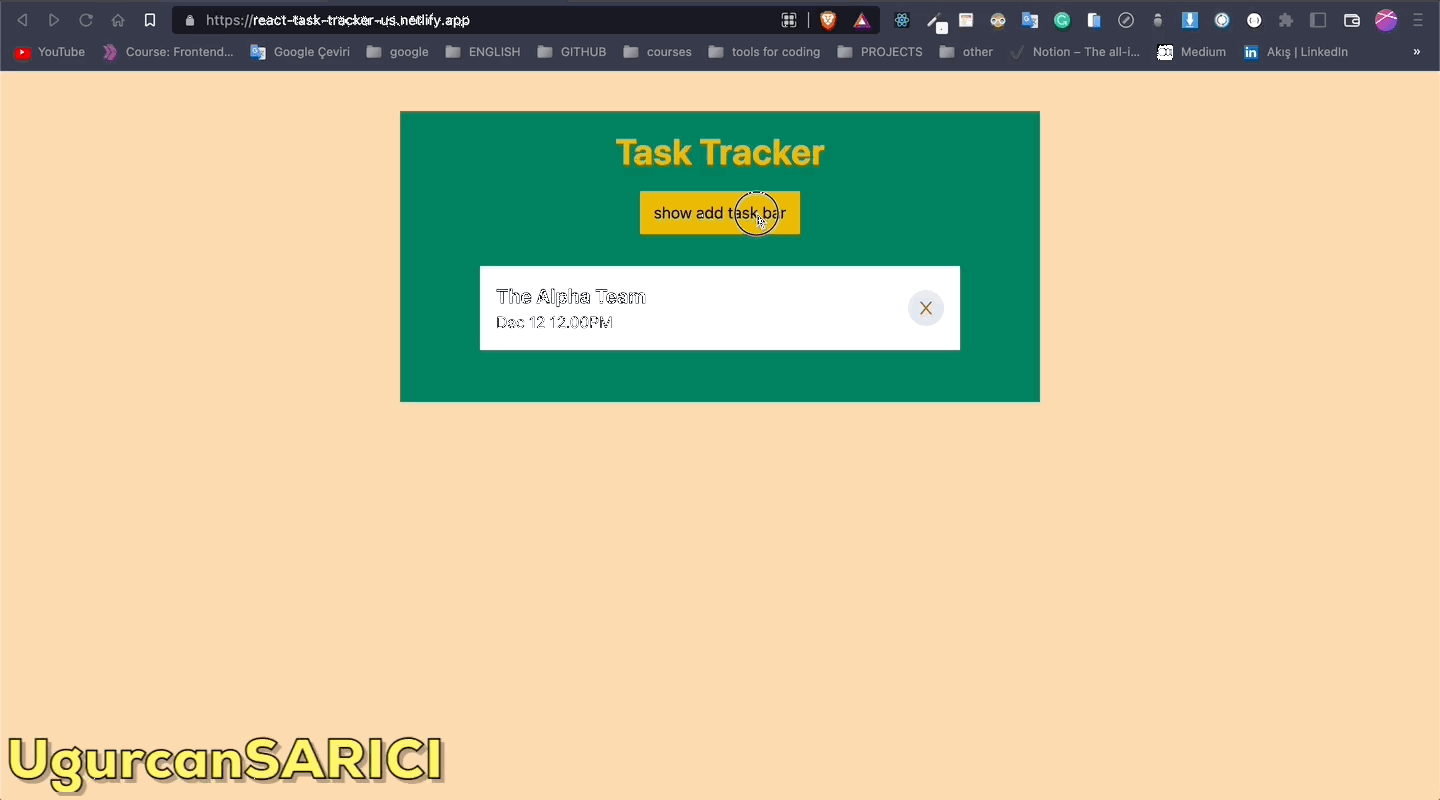 https://react-task-tracker-us.netlify.app
YouTube Course: Frontend... Google Çeviri google ENGLISH GITHUB courses tools for coding PROJECTS other Notion – The all-i... Medium in Akış | LinkedIn »
Task Tracker
show add task bar
The Alpha Team
Dec 12 12.00PM
X
UgurcanSARICI